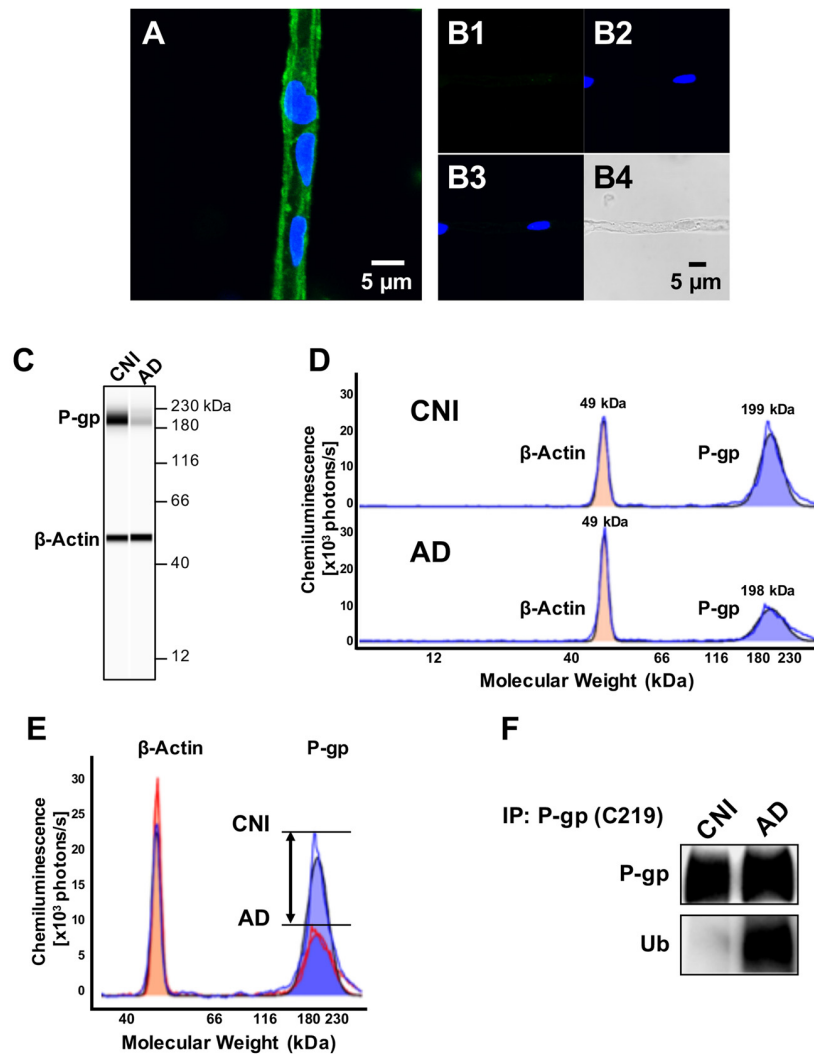 A
B1
B2
B3
B4
5 µm
5 µm
C
CNI
AD
P-gp
230 kDa
180
116
66
β-Actin
40
12
D
Chemiluminescence
[x10³ photons/s]
30
20
10
0
CNI
49 kDa
199 kDa
β-Actin
P-gp
30
20
10
0
AD
49 kDa
198 kDa
β-Actin
P-gp
12 40 66 116 180 230
Molecular Weight (kDa)
E
β-Actin
P-gp
Chemiluminescence
[x10³ photons/s]
30
25
20
15
10
5
0
CNI
AD
40 66 116 180 230
Molecular Weight (kDa)
F
IP: P-gp (C219)
CNI
AD
P-gp
Ub